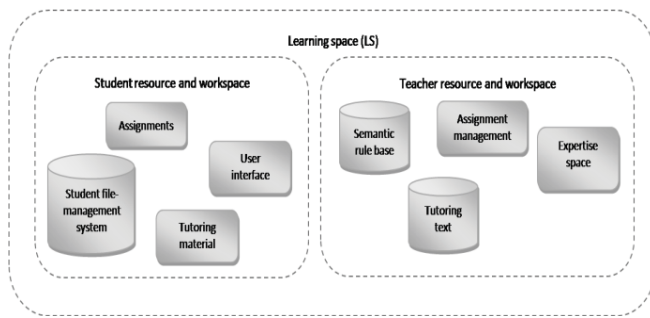 Learning space (LS)
Student resource and workspace
Assignments
User
interface
Student file-
management
system
Tutoring
material
Teacher resource and workspace
Semantic
rule base
Assignment
management
Expertise
space
Tutoring
text